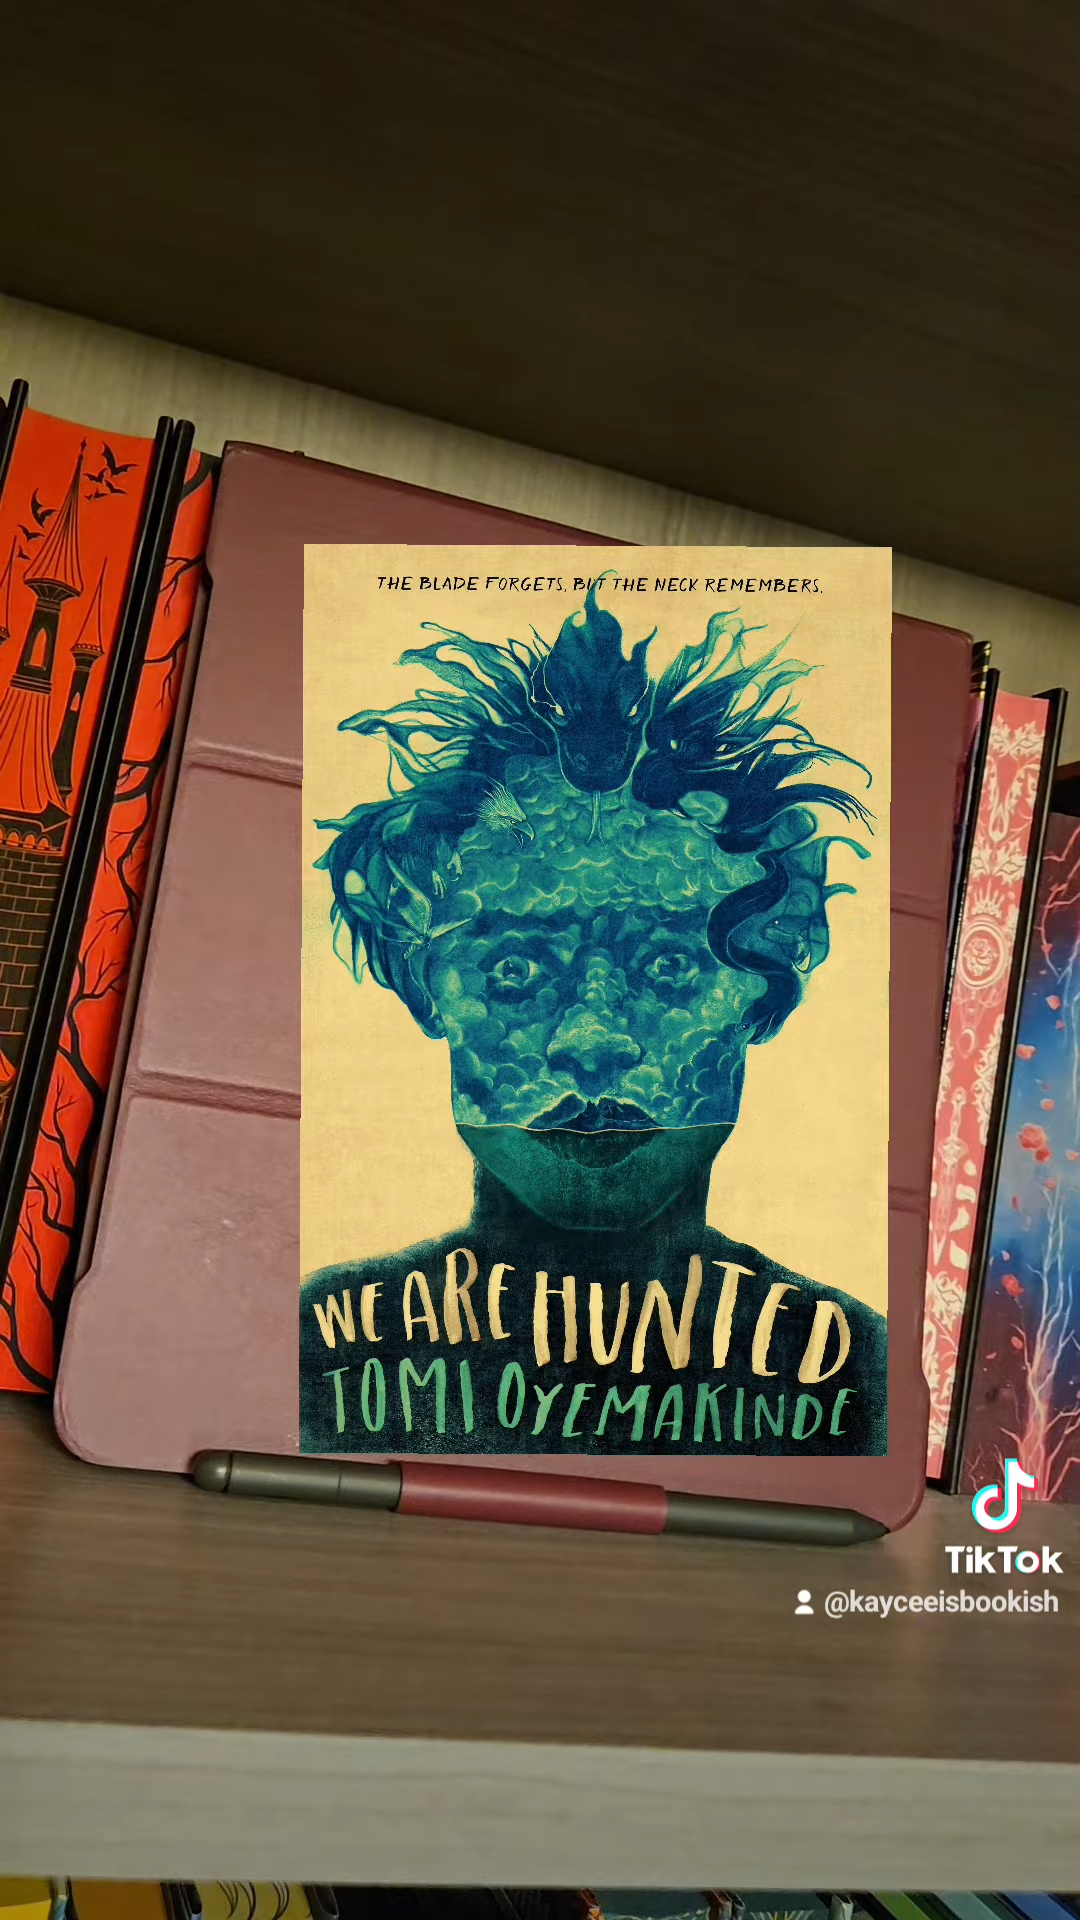 THE BLADE FORGETS, BUT THE NECK REMEMBERS.
WE ARE HUNTED
TOMI OYEMAKINDE
TikTok
@kayceeisbookish